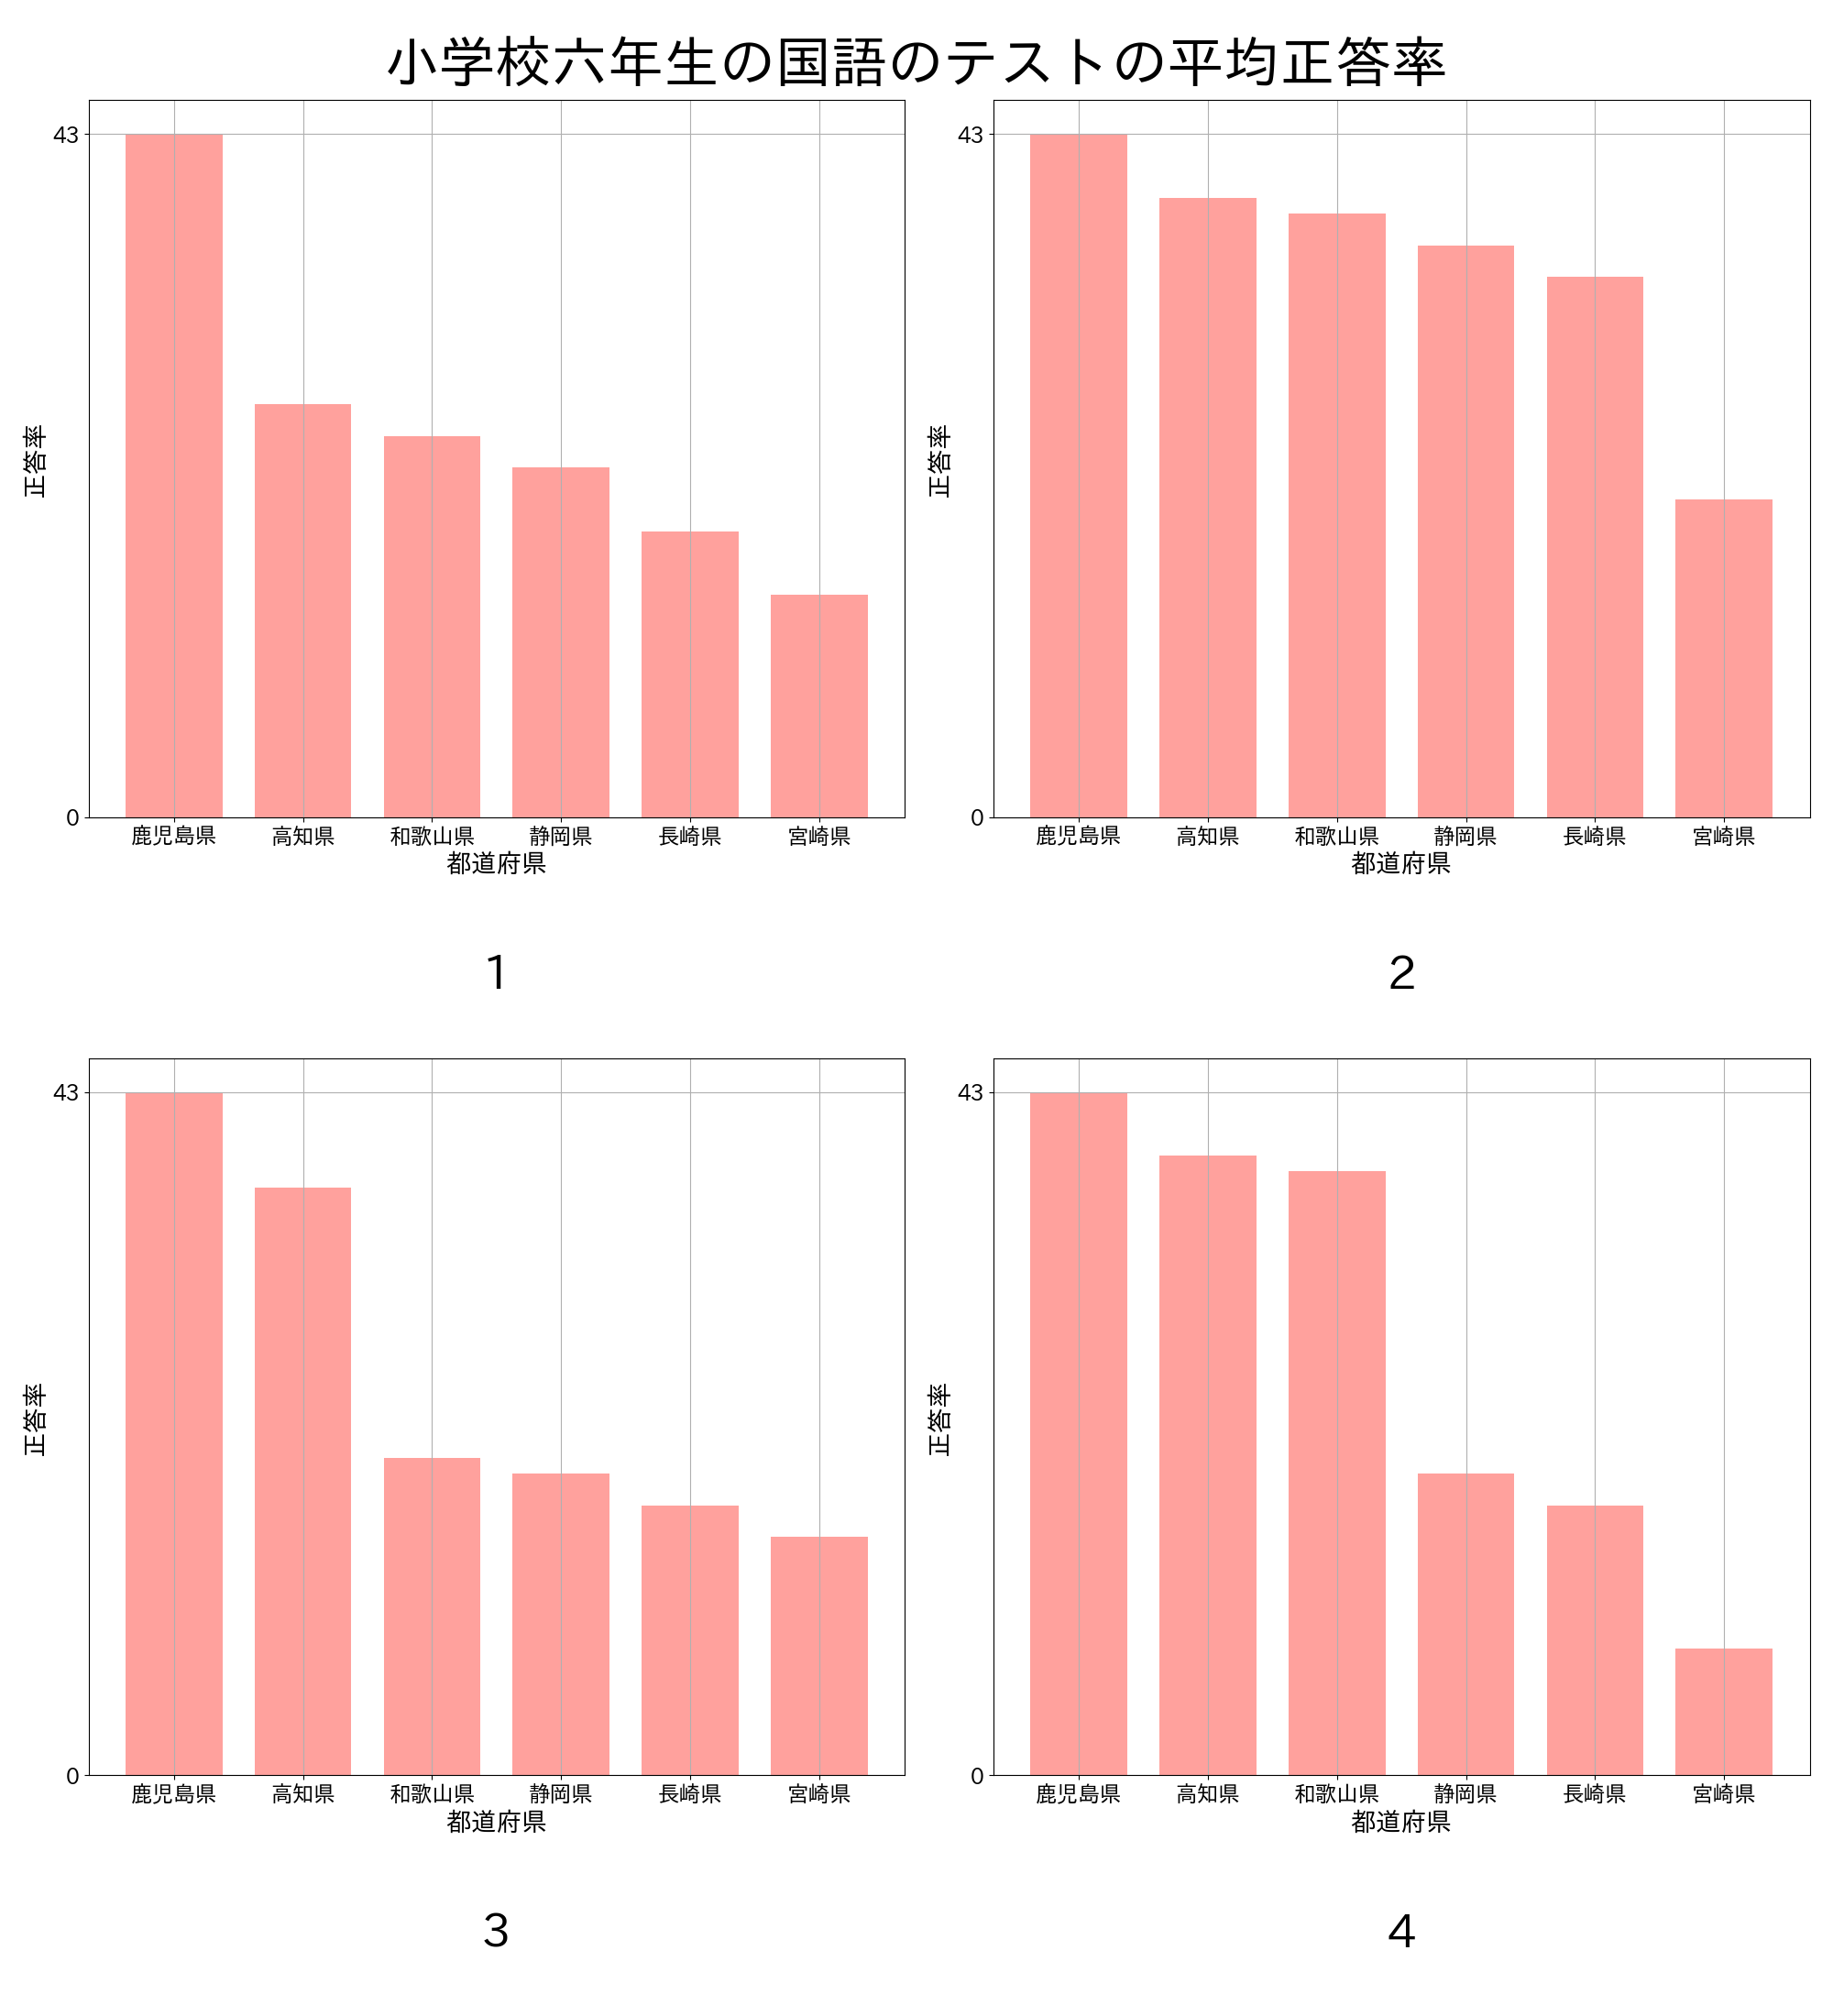 小学校六年生の国語のテストの平均正答率
43
0
正答率
鹿児島県 高知県 和歌山県 静岡県 長崎県 宮崎県
都道府県
1
43
0
正答率
鹿児島県 高知県 和歌山県 静岡県 長崎県 宮崎県
都道府県
2
43
0
正答率
鹿児島県 高知県 和歌山県 静岡県 長崎県 宮崎県
都道府県
3
43
0
正答率
鹿児島県 高知県 和歌山県 静岡県 長崎県 宮崎県
都道府県
4